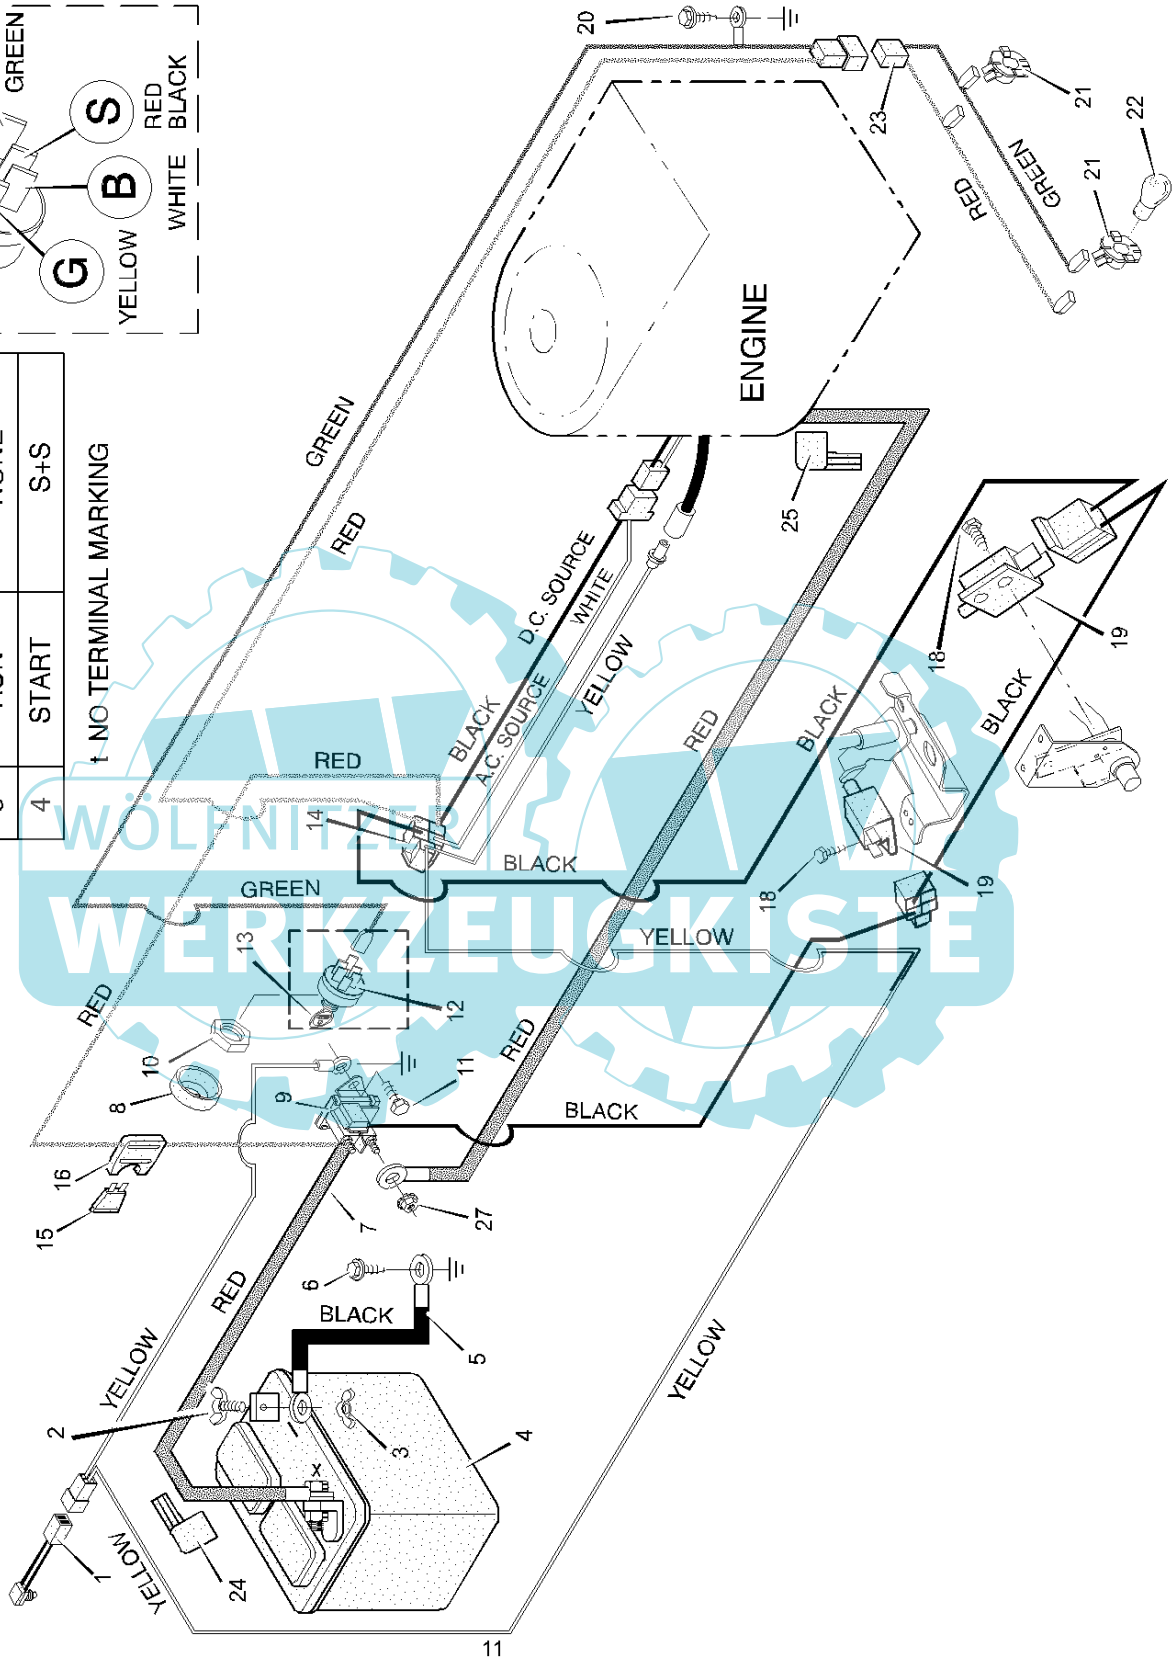 GREEN
S
RED
BLACK
B
WHITE
G
YELLOW
4
START
S+S
t NO TERMINAL MARKING
20
23
21
22
21
RED
GREEN
ENGINE
GREEN
RED
25
D.C. SOURCE
WHITE
BLACK
A.C. SOURCE
YELLOW
RED
14
BLACK
RED
BLACK
18
19
BLACK
18
19
WÖLFNITZER
WERKZEUGKISTE
GREEN
13
12
YELLOW
RED
10
8
9
11
RED
BLACK
16
15
7
27
6
RED
BLACK
5
YELLOW
2
3
4
X
1
YELLOW
24
YELLOW
11